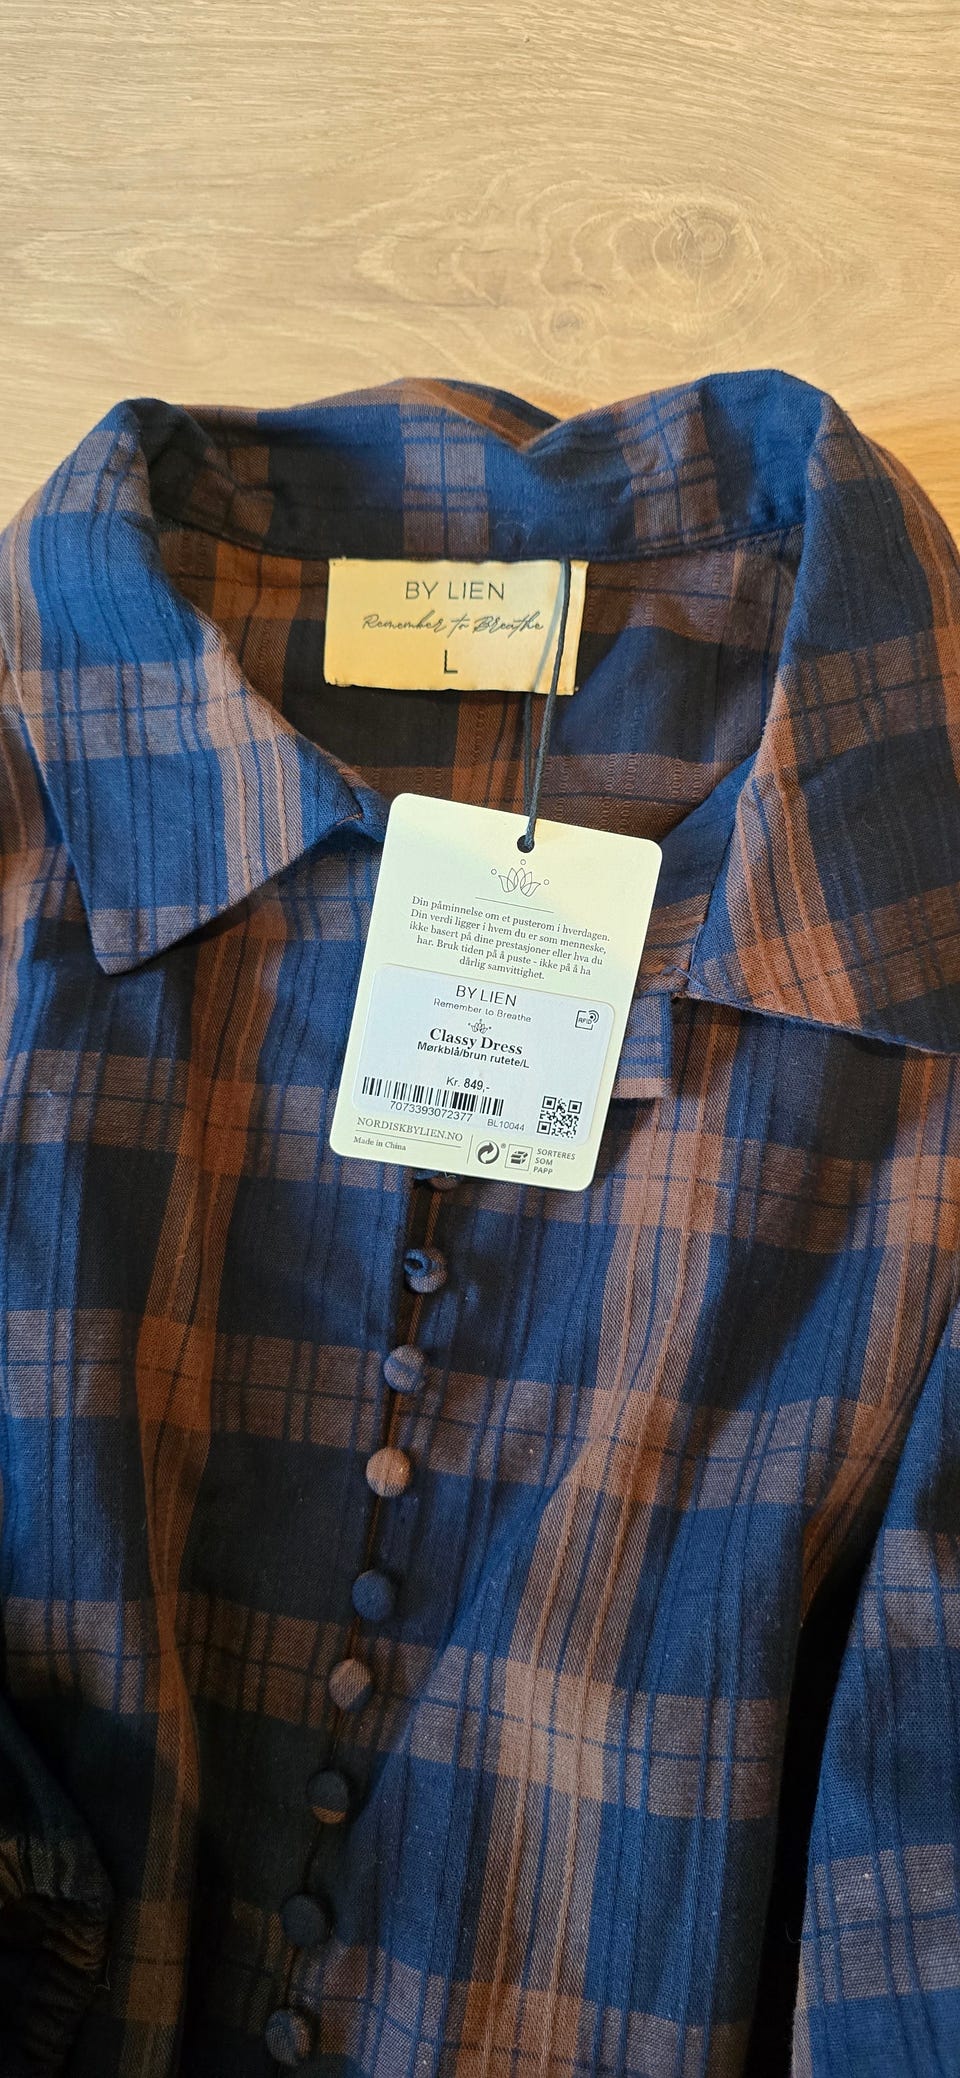 BY LIEN
Remember to Breathe
L
Din påminnelse om et pusterom i hverdagen.
Din verdi ligger i hvem du er som menneske,
ikke basert på dine prestasjoner eller hva du
har. Bruk tiden på å puste - ikke på å ha
dårlig samvittighet.
BY LIEN
Remember to Breathe
RFID
Classy Dress
Mørkblå/brun rutete/L
Kr. 849,-
7073393072377
BL10044
NORDISKBYLIEN.NO
Made in China
SORTERES
SOM
PAPP